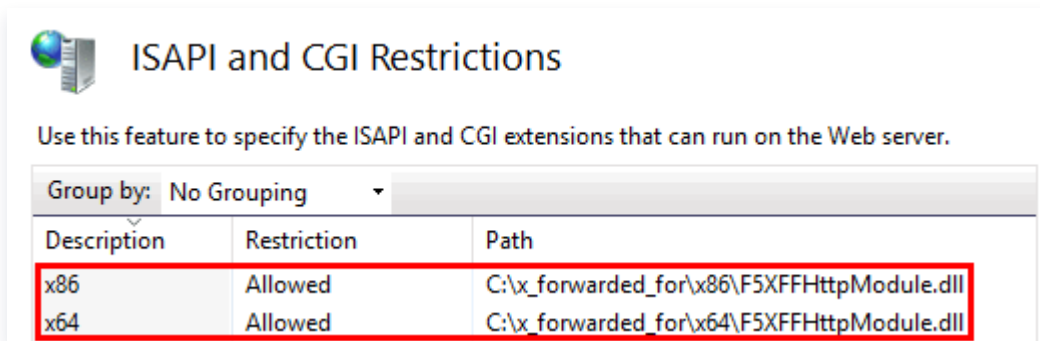 ISAPI and CGI Restrictions
Use this feature to specify the ISAPI and CGI extensions that can run on the Web server.
Group by: No Grouping
Description Restriction Path
x86 Allowed C:\x_forwarded_for\x86\F5XFFHttpModule.dll
x64 Allowed C:\x_forwarded_for\x64\F5XFFHttpModule.dll